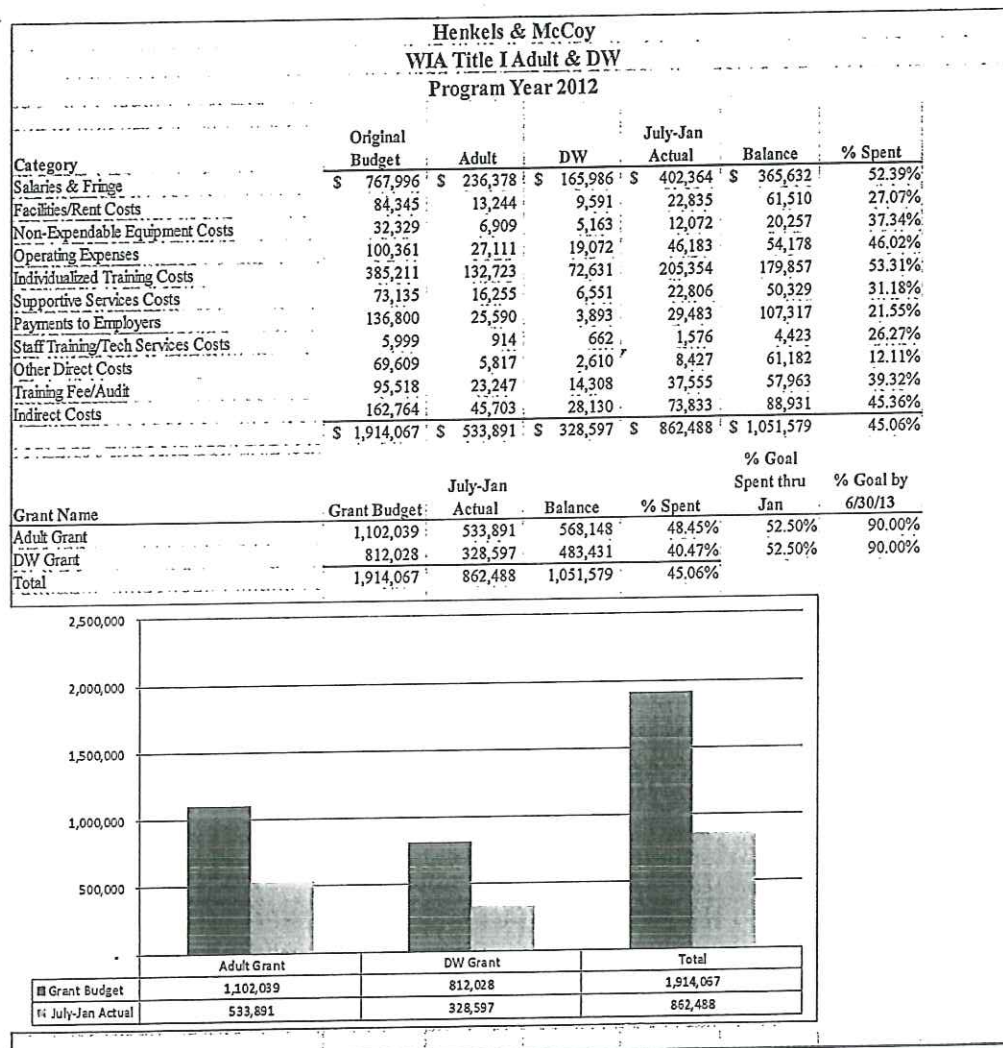 Henkels & McCoy
WIA Title I Adult & DW
Program Year 2012
Category Original Budget Adult DW July-Jan Actual Balance % Spent
Salaries & Fringe $ 767,996 $ 236,378 $ 165,986 $ 402,364 $ 365,632 52.39%
Facilities/Rent Costs 84,345 13,244 9,591 22,835 61,510 27.07%
Non-Expendable Equipment Costs 32,329 6,909 5,163 12,072 20,257 37.34%
Operating Expenses 100,361 27,111 19,072 46,183 54,178 46.02%
Individualized Training Costs 385,211 132,723 72,631 205,354 179,857 53.31%
Supportive Services Costs 73,135 16,255 6,551 22,806 50,329 31.18%
Payments to Employers 136,800 25,590 3,893 29,483 107,317 21.55%
Staff Training/Tech Services Costs 5,999 914 662 1,576 4,423 26.27%
Other Direct Costs 69,609 5,817 2,610 8,427 61,182 12.11%
Training Fee/Audit 95,518 23,247 14,308 37,555 57,963 39.32%
Indirect Costs 162,764 45,703 28,130 73,833 88,931 45.36%
$ 1,914,067 $ 533,891 $ 328,597 $ 862,488 $ 1,051,579 45.06%
Grant Name Grant Budget July-Jan Actual Balance % Spent % Goal Spent thru Jan % Goal by 6/30/13
Adult Grant 1,102,039 533,891 568,148 48.45% 52.50% 90.00%
DW Grant 812,028 328,597 483,431 40.47% 52.50% 90.00%
Total 1,914,067 862,488 1,051,579 45.06%
2,500,000
2,000,000
1,500,000
1,000,000
500,000
-
Adult Grant DW Grant Total
Grant Budget 1,102,039 812,028 1,914,067
July-Jan Actual 533,891 328,597 862,488